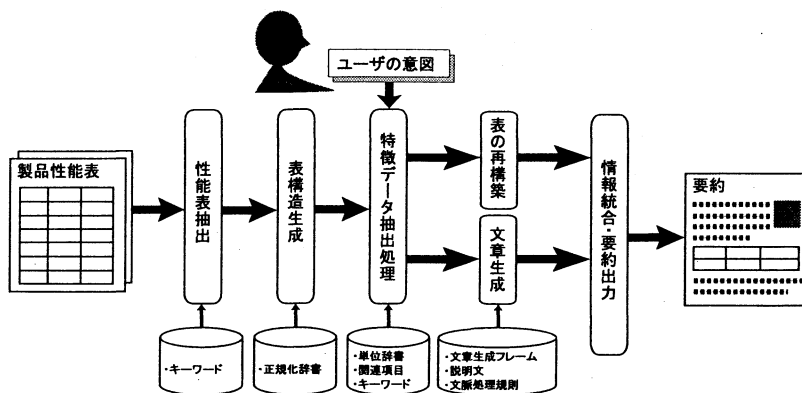 ユーザの意図
製品性能表
性能表抽出
表構造生成
特徴データ抽出処理
表の再構築
文章生成
情報統合・要約出力
要約
・キーワード
・正規化辞書
・単位辞書
・関連項目
・キーワード
・文章生成フレーム
・説明文
・文脈処理規則